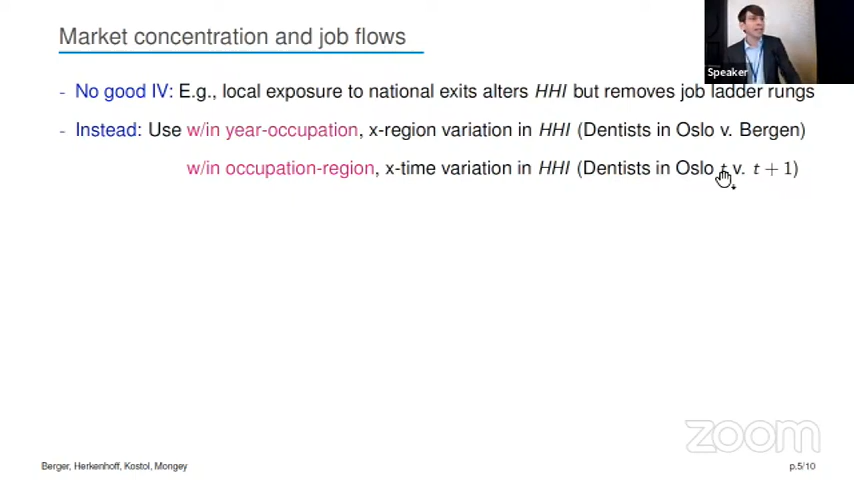 Market concentration and job flows
Speaker
- No good IV: E.g., local exposure to national exits alters HHI but removes job ladder rungs
- Instead: Use w/in year-occupation, x-region variation in HHI (Dentists in Oslo v. Bergen)
w/in occupation-region, x-time variation in HHI (Dentists in Oslo t v. t + 1)
zoom
Berger, Herkenhoff, Kostol, Mongey
p.5/10